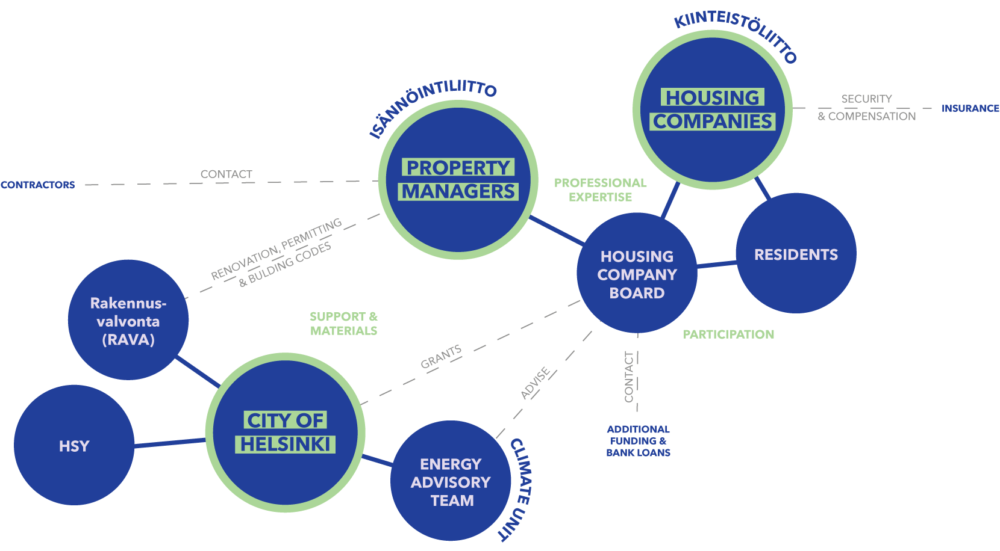 KIINTEISTÖLIITTO
HOUSING
COMPANIES
SECURITY
& COMPENSATION
INSURANCE
ISÄNNÖINTILIITTO
PROPERTY
MANAGERS
CONTACT
CONTRACTORS
PROFESSIONAL
EXPERTISE
RENOVATION, PERMITTING
& BULDING CODES
HOUSING
COMPANY
BOARD
RESIDENTS
Rakennus-
valvonta
(RAVA)
SUPPORT &
MATERIALS
PARTICIPATION
GRANTS
ADVISE
CONTACT
CITY OF
HELSINKI
HSY
ADDITIONAL
FUNDING &
BANK LOANS
ENERGY
ADVISORY
TEAM
CLIMATE UNIT